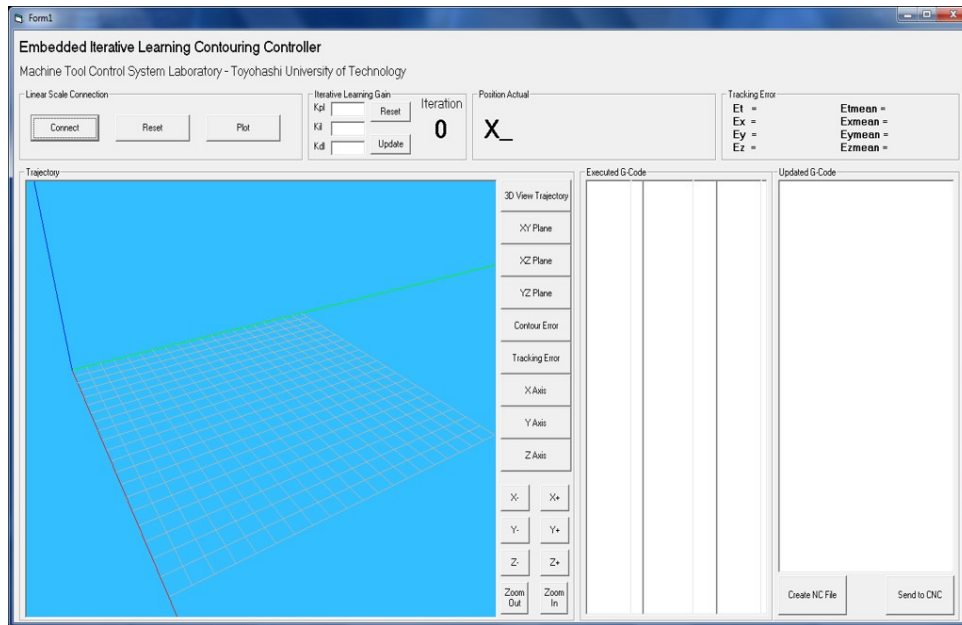 Form1
Embedded Iterative Learning Contouring Controller
Machine Tool Control System Laboratory - Toyohashi University of Technology
Linear Scale Connection
Connect
Reset
Plot
Iterative Learning Gain
Kpl
Kil
Kdl
Reset
Update
Iteration
0
Position Actual
X_
Tracking Error
Et =
Etmean =
Ex =
Exmean =
Ey =
Eymean =
Ez =
Ezmean =
Trajectory
3D View Trajectory
XY Plane
XZ Plane
YZ Plane
Contour Error
Tracking Error
X Axis
Y Axis
Z Axis
X-
X+
Y-
Y+
Z-
Z+
Zoom
Out
Zoom
In
Executed G-Code
Updated G-Code
Create NC File
Send to CNC